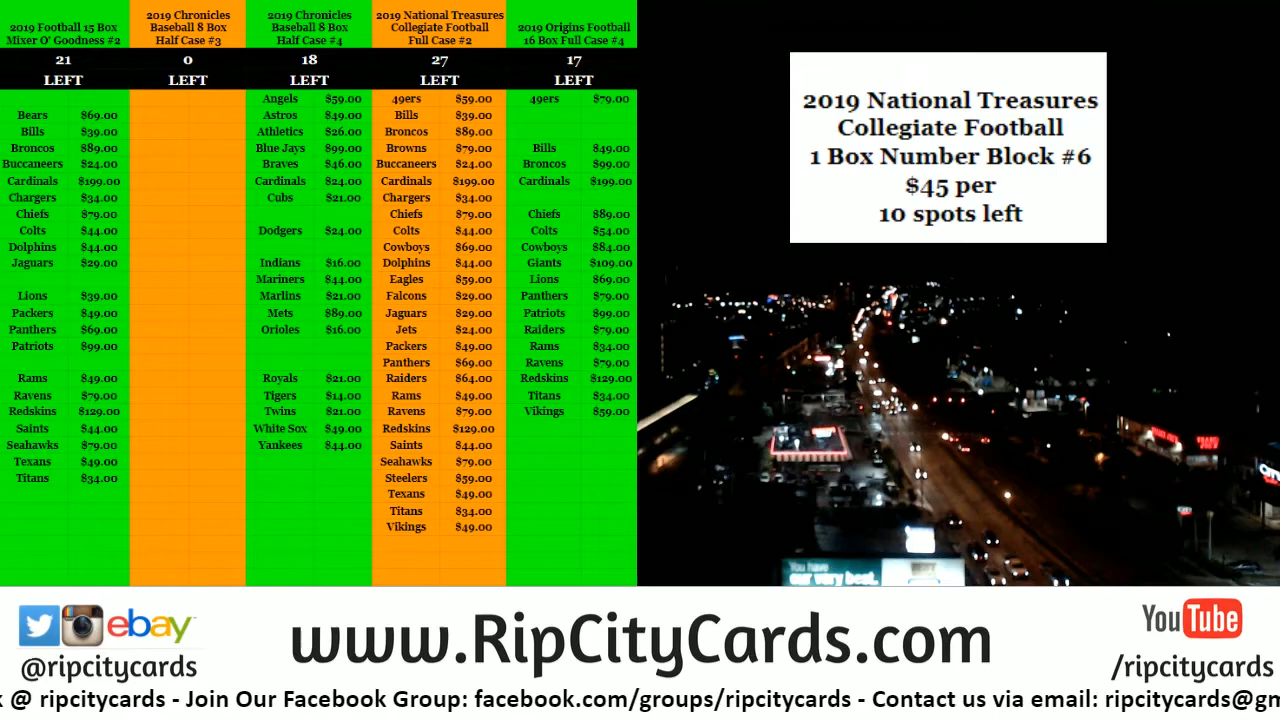 2019 Football 15 Box
Mixer O' Goodness #2
21
LEFT
Bears $69.00
Bills $39.00
Broncos $89.00
Buccaneers $24.00
Cardinals $199.00
Chargers $34.00
Chiefs $79.00
Colts $44.00
Dolphins $44.00
Jaguars $29.00
Lions $39.00
Packers $49.00
Panthers $69.00
Patriots $99.00
Rams $49.00
Ravens $79.00
Redskins $129.00
Saints $44.00
Seahawks $79.00
Texans $49.00
Titans $34.00
2019 Chronicles
Baseball 8 Box
Half Case #3
0
LEFT
2019 Chronicles
Baseball 8 Box
Half Case #4
18
LEFT
Angels $59.00
Astros $49.00
Athletics $26.00
Blue Jays $99.00
Braves $46.00
Cardinals $24.00
Cubs $21.00
Dodgers $24.00
Indians $16.00
Mariners $44.00
Marlins $21.00
Mets $89.00
Orioles $16.00
Royals $21.00
Tigers $14.00
Twins $21.00
White Sox $49.00
Yankees $44.00
2019 National Treasures
Collegiate Football
Full Case #2
27
LEFT
49ers $59.00
Bills $39.00
Broncos $89.00
Browns $79.00
Buccaneers $24.00
Cardinals $199.00
Chargers $34.00
Chiefs $79.00
Colts $44.00
Cowboys $69.00
Dolphins $44.00
Eagles $59.00
Falcons $29.00
Jaguars $29.00
Jets $24.00
Packers $49.00
Panthers $69.00
Raiders $64.00
Rams $49.00
Ravens $79.00
Redskins $129.00
Saints $44.00
Seahawks $79.00
Steelers $59.00
Texans $49.00
Titans $34.00
Vikings $49.00
2019 Origins Football
16 Box Full Case #4
17
LEFT
49ers $79.00
Bills $49.00
Broncos $99.00
Cardinals $199.00
Chiefs $89.00
Colts $54.00
Cowboys $84.00
Giants $109.00
Lions $69.00
Panthers $79.00
Patriots $99.00
Raiders $79.00
Rams $34.00
Ravens $79.00
Redskins $129.00
Titans $34.00
Vikings $59.00
2019 National Treasures
Collegiate Football
1 Box Number Block #6
$45 per
10 spots left
You have
our very best.
ebay
@ripcitycards
www.RipCityCards.com
YouTube
/ripcitycards
@ ripcitycards - Join Our Facebook Group: facebook.com/groups/ripcitycards - Contact us via email: ripcitycards@gm